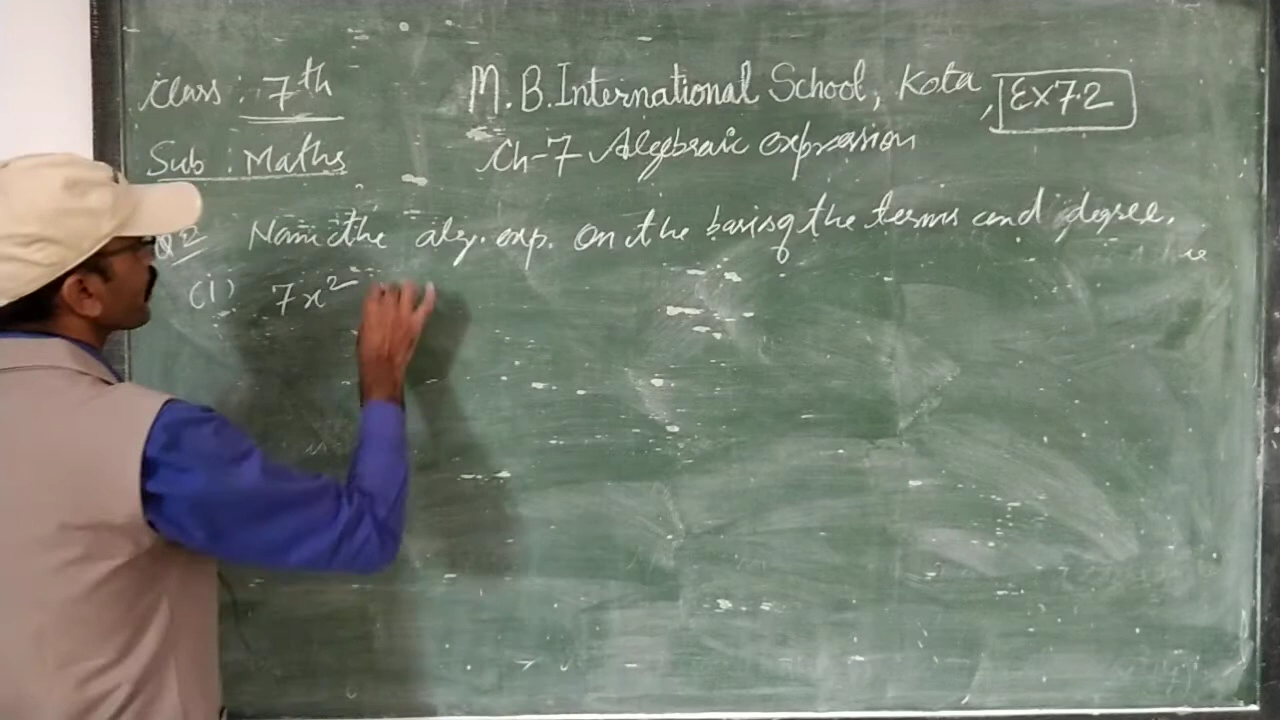 Class : 7th
M. B. International School, Kota, Ex 7.2
Sub : Maths
Ch-7 Algebraic expression
Q 2 Name the alg. exp. on the basis of the terms and degree.
(1) 7x²